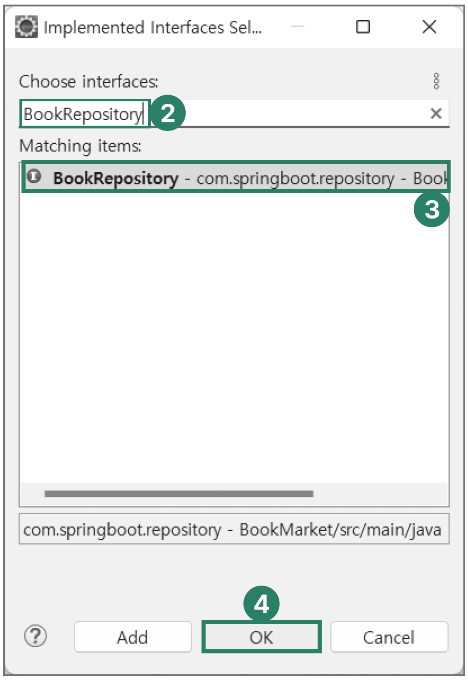 Implemented Interfaces Sel...
Choose interfaces:
BookRepository
2
Matching items:
BookRepository - com.springboot.repository - Book
3
com.springboot.repository - BookMarket/src/main/java
4
? Add OK Cancel